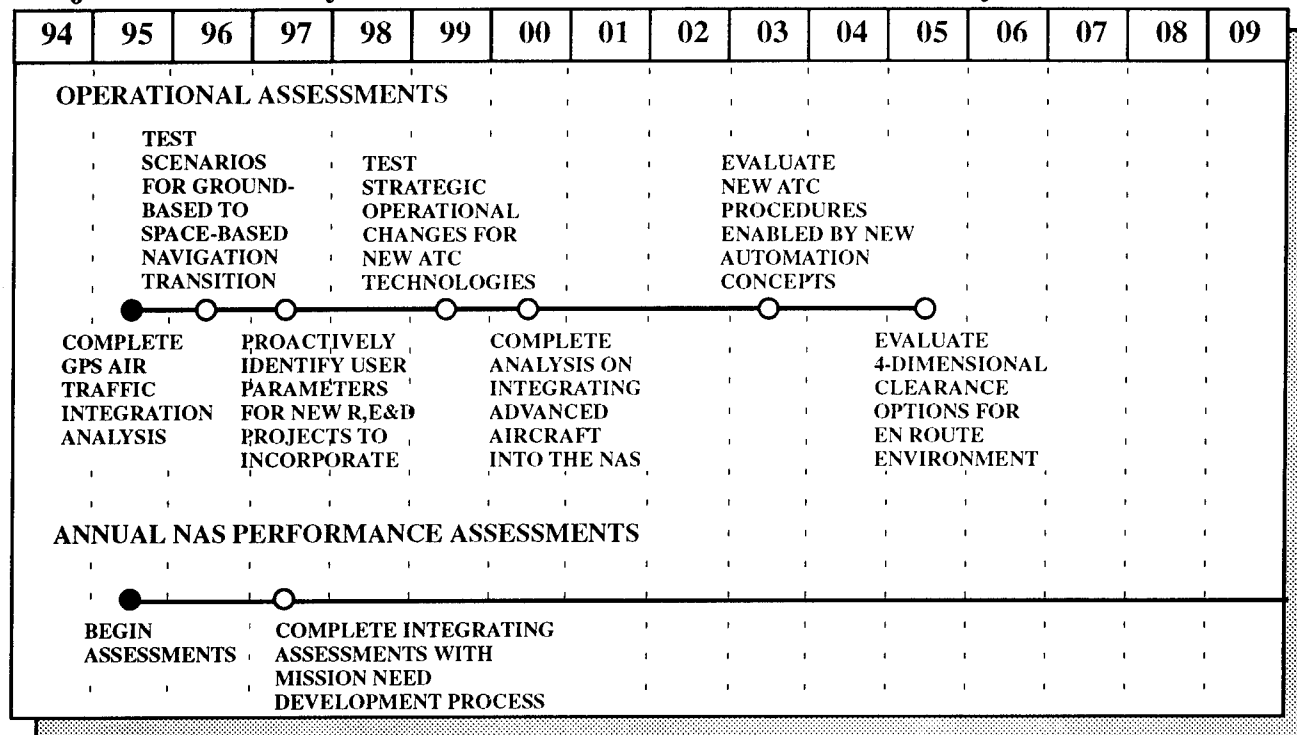 94 95 96 97 98 99 00 01 02 03 04 05 06 07 08 09
OPERATIONAL ASSESSMENTS
TEST
SCENARIOS
FOR GROUND-
BASED TO
SPACE-BASED
NAVIGATION
TRANSITION
TEST
STRATEGIC
OPERATIONAL
CHANGES FOR
NEW ATC
TECHNOLOGIES
EVALUATE
NEW ATC
PROCEDURES
ENABLED BY NEW
AUTOMATION
CONCEPTS
COMPLETE
GPS AIR
TRAFFIC
INTEGRATION
ANALYSIS
PROACTIVELY
IDENTIFY USER
PARAMETERS
FOR NEW R,E&D
PROJECTS TO
INCORPORATE
COMPLETE
ANALYSIS ON
INTEGRATING
ADVANCED
AIRCRAFT
INTO THE NAS
EVALUATE
4-DIMENSIONAL
CLEARANCE
OPTIONS FOR
EN ROUTE
ENVIRONMENT
ANNUAL NAS PERFORMANCE ASSESSMENTS
BEGIN
ASSESSMENTS
COMPLETE INTEGRATING
ASSESSMENTS WITH
MISSION NEED
DEVELOPMENT PROCESS